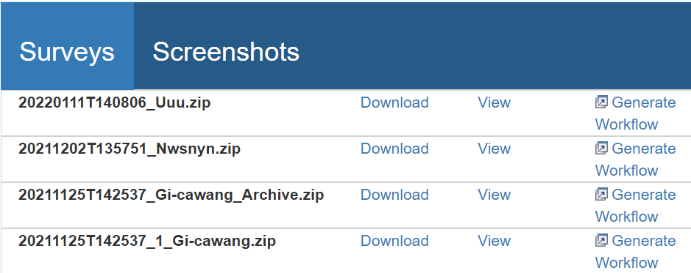 Surveys Screenshots
20220111T140806_Uuu.zip Download View Generate
Workflow
20211202T135751_Nwsnyn.zip Download View Generate
Workflow
20211125T142537_Gi-cawang_Archive.zip Download View Generate
Workflow
20211125T142537_1_Gi-cawang.zip Download View Generate
Workflow